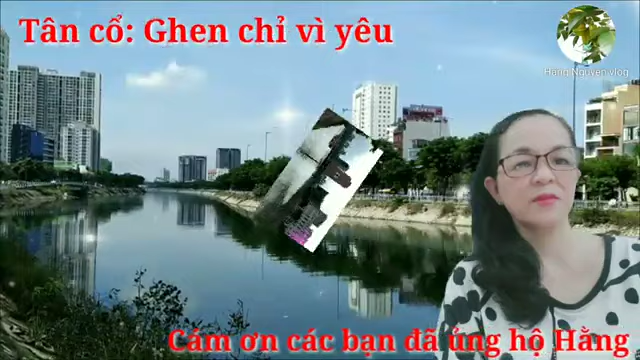 Tân cổ: Ghen chỉ vì yêu
Hằng Nguyễn vlog
Cám ơn các bạn đã ủng hộ Hằng